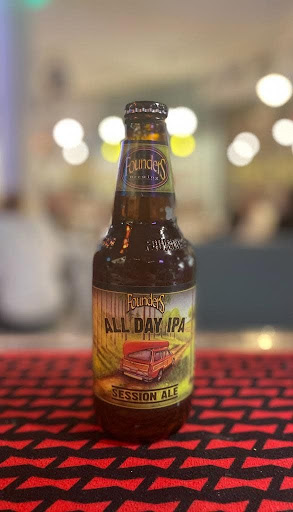 Founders
brewing
Founders
ALL DAY IPA
SESSION ALE